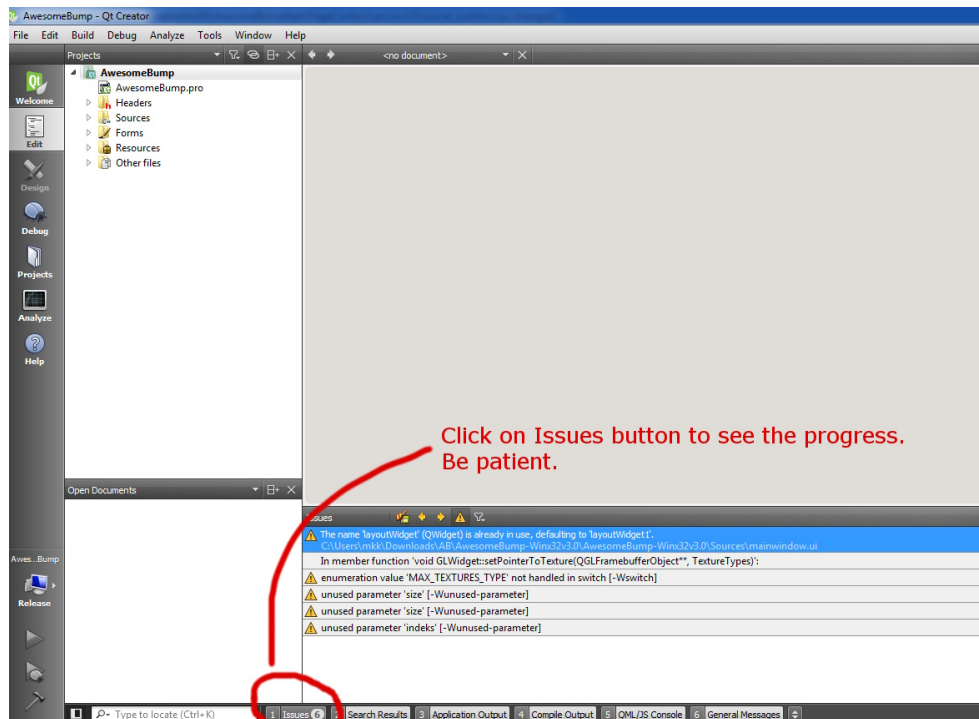 AwesomeBump - Qt Creator
File Edit Build Debug Analyze Tools Window Help
Projects
<no document>
Welcome
Edit
Design
Debug
Projects
Analyze
Help
AwesomeBump
AwesomeBump.pro
Headers
Sources
Forms
Resources
Other files
Click on Issues button to see the progress.
Be patient.
Open Documents
Issues
The name 'layoutWidget' (QWidget) is already in use, defaulting to 'layoutWidget1'.
C:\Users\mkk\Downloads\AB\AwesomeBump-Winx32v3.0\AwesomeBump-Winx32v3.0\Sources\mainwindow.ui
In member function 'void GLWidget::setPointerToTexture(QGLFramebufferObject**, TextureTypes)':
enumeration value 'MAX_TEXTURES_TYPE' not handled in switch [-Wswitch]
unused parameter 'size' [-Wunused-parameter]
unused parameter 'size' [-Wunused-parameter]
unused parameter 'indeks' [-Wunused-parameter]
Awes...Bump
Release
Type to locate (Ctrl+K)
1 Issues 6 2 Search Results 3 Application Output 4 Compile Output 5 QML/JS Console 6 General Messages